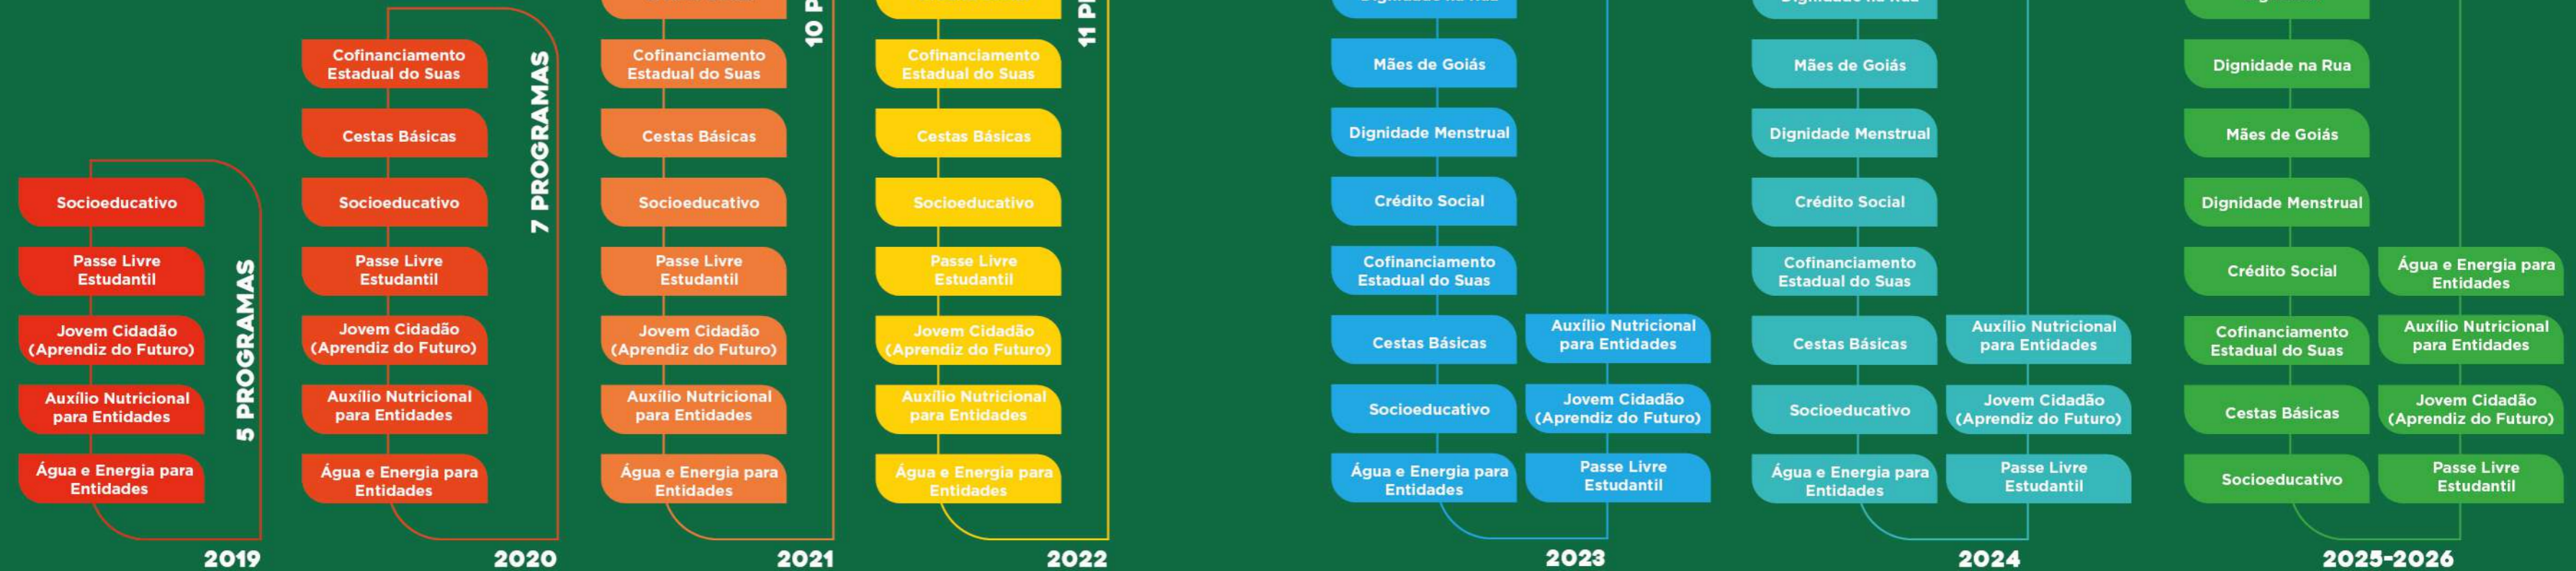 Socioeducativo
Passe Livre
Estudantil
Jovem Cidadão
(Aprendiz do Futuro)
Auxílio Nutricional
para Entidades
Água e Energia para
Entidades
5 PROGRAMAS
2019
Cofinanciamento
Estadual do Suas
Cestas Básicas
Socioeducativo
Passe Livre
Estudantil
Jovem Cidadão
(Aprendiz do Futuro)
Auxílio Nutricional
para Entidades
Água e Energia para
Entidades
7 PROGRAMAS
2020
Cofinanciamento
Estadual do Suas
Cestas Básicas
Socioeducativo
Passe Livre
Estudantil
Jovem Cidadão
(Aprendiz do Futuro)
Auxílio Nutricional
para Entidades
Água e Energia para
Entidades
10 P
2021
Cofinanciamento
Estadual do Suas
Cestas Básicas
Socioeducativo
Passe Livre
Estudantil
Jovem Cidadão
(Aprendiz do Futuro)
Auxílio Nutricional
para Entidades
Água e Energia para
Entidades
11 P
2022
Mães de Goiás
Dignidade Menstrual
Crédito Social
Cofinanciamento
Estadual do Suas
Cestas Básicas
Socioeducativo
Água e Energia para
Entidades
Auxílio Nutricional
para Entidades
Jovem Cidadão
(Aprendiz do Futuro)
Passe Livre
Estudantil
2023
Mães de Goiás
Dignidade Menstrual
Crédito Social
Cofinanciamento
Estadual do Suas
Cestas Básicas
Socioeducativo
Água e Energia para
Entidades
Auxílio Nutricional
para Entidades
Jovem Cidadão
(Aprendiz do Futuro)
Passe Livre
Estudantil
2024
Dignidade na Rua
Mães de Goiás
Dignidade Menstrual
Crédito Social
Cofinanciamento
Estadual do Suas
Cestas Básicas
Socioeducativo
Água e Energia para
Entidades
Auxílio Nutricional
para Entidades
Jovem Cidadão
(Aprendiz do Futuro)
Passe Livre
Estudantil
2025-2026